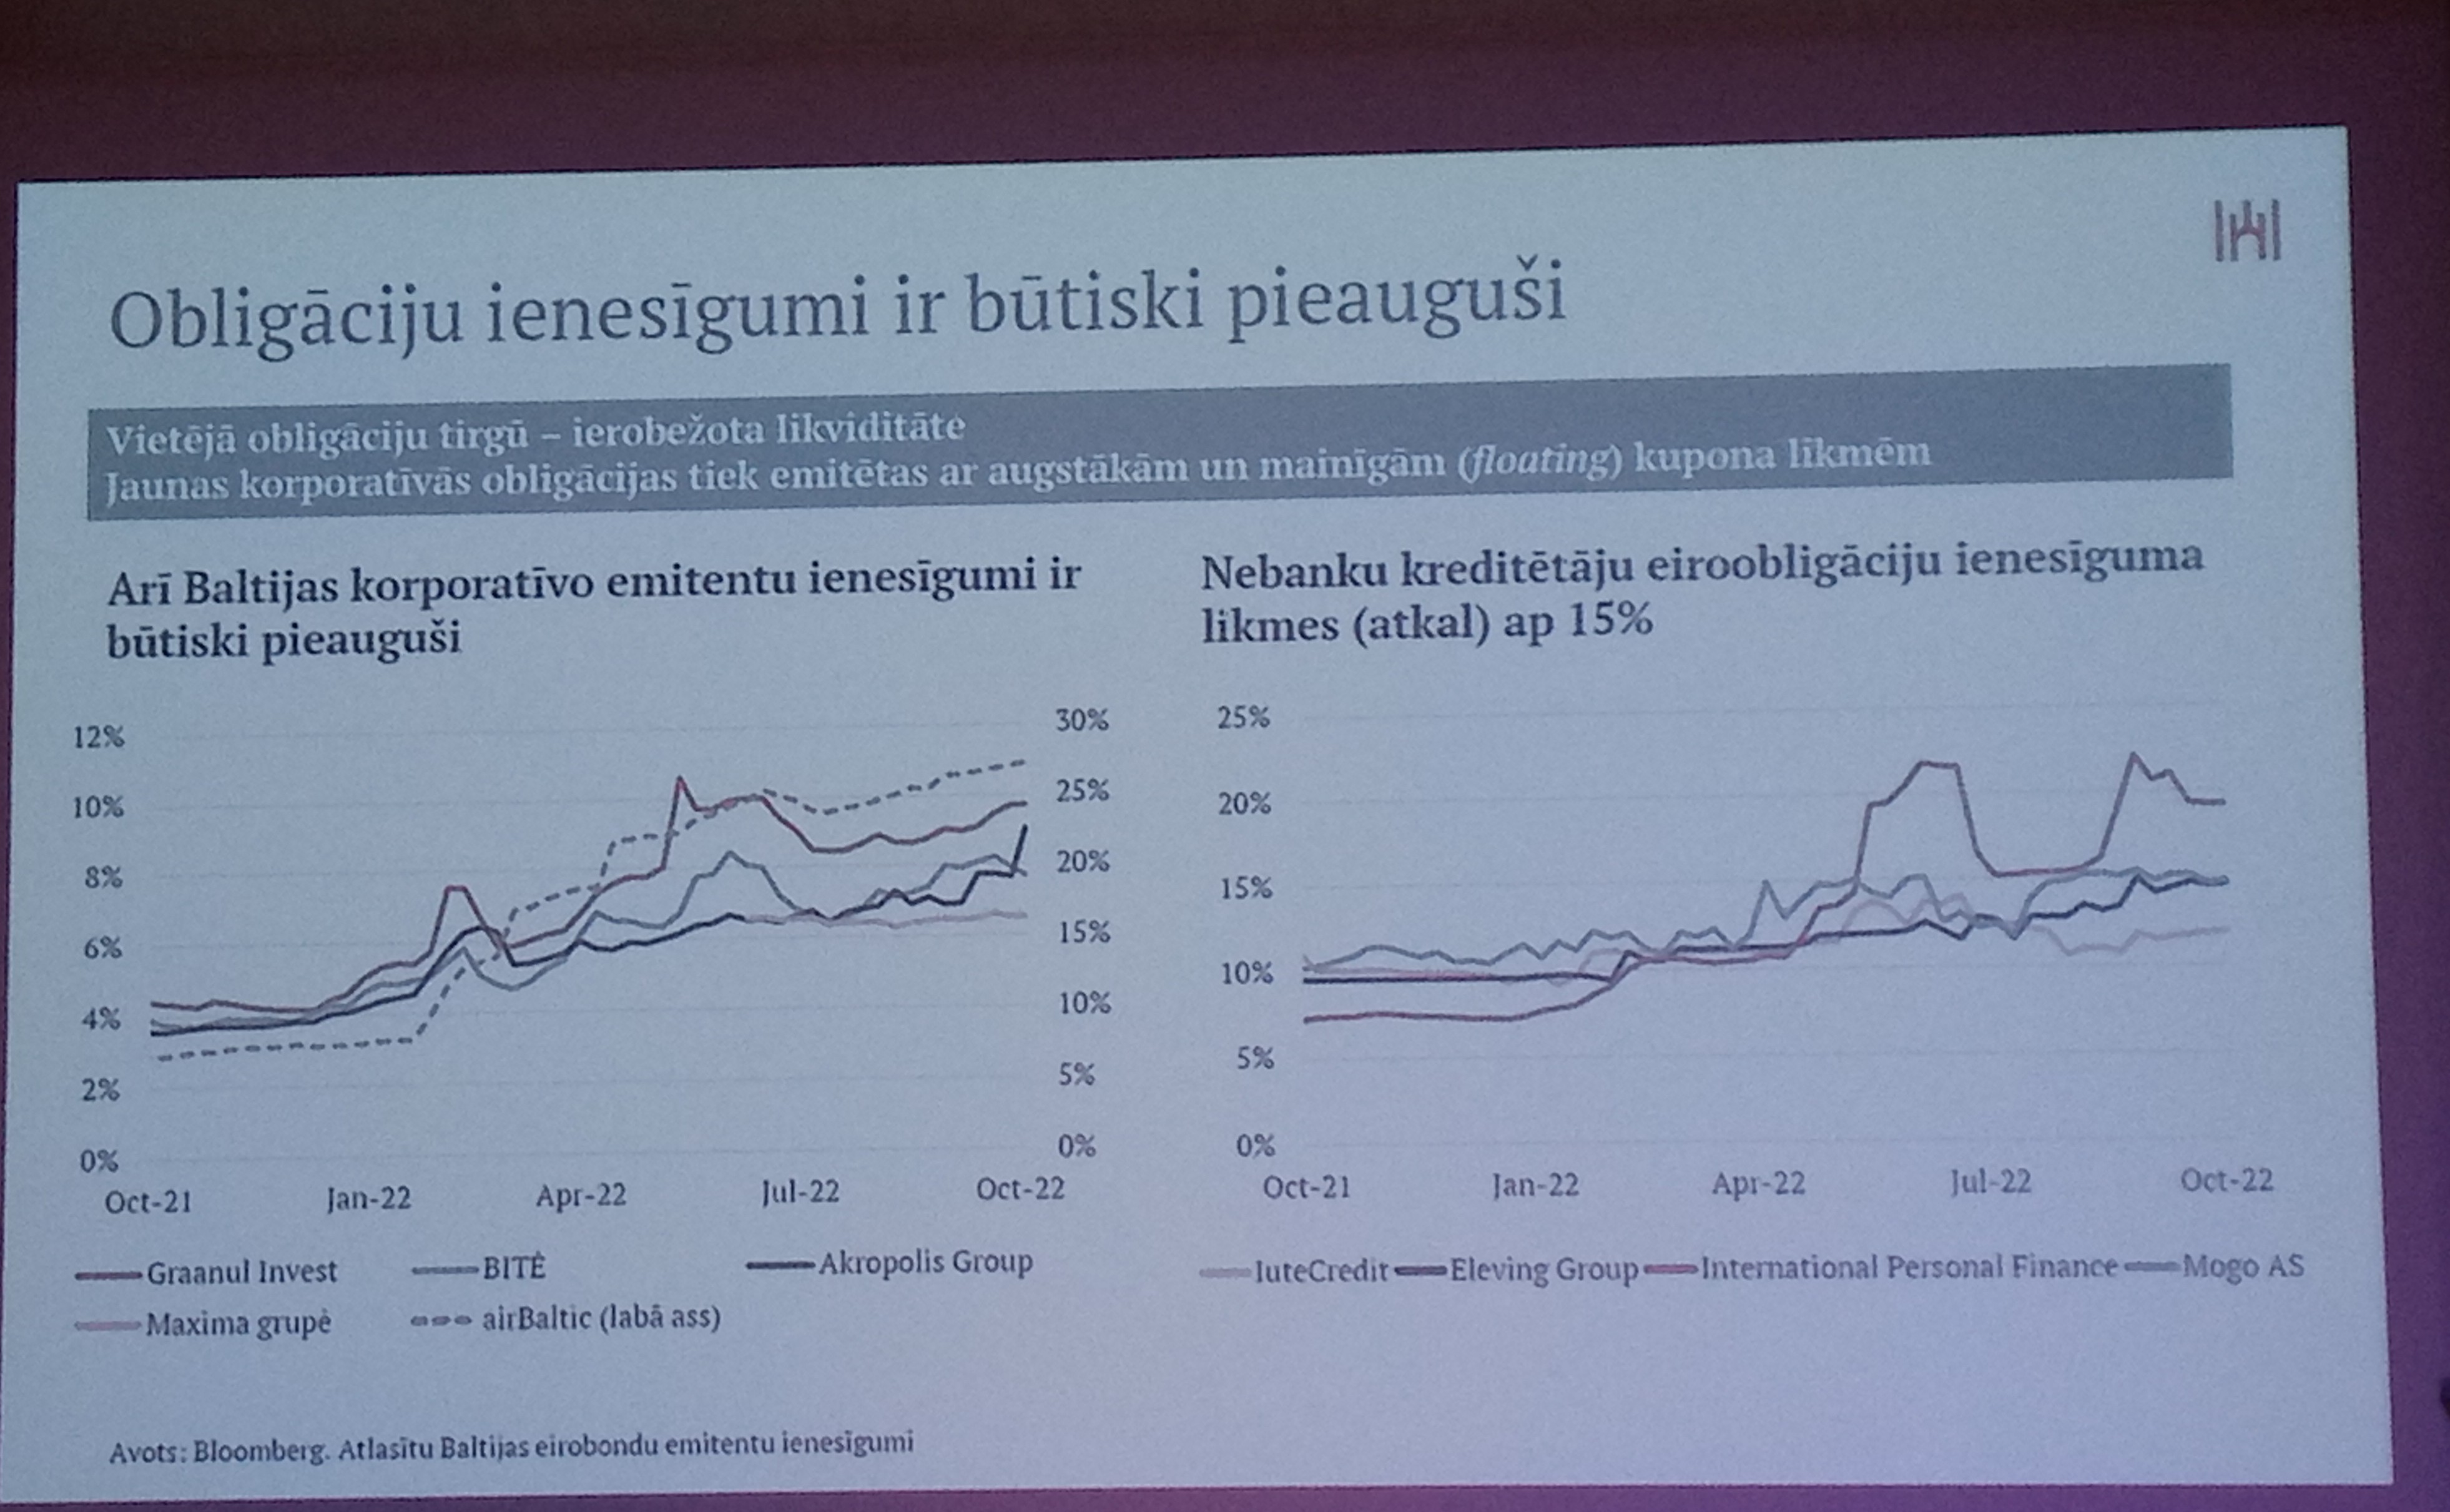 Obligāciju ienesīgumi ir būtiski pieauguši
Vietējā obligāciju tirgū – ierobežota likviditāte
Jaunas korporatīvās obligācijas tiek emitētas ar augstākām un mainīgām (floating) kupona likmēm
Arī Baltijas korporatīvo emitentu ienesīgumi ir
būtiski pieauguši
12%
10%
8%
6%
4%
2%
0%
30%
25%
20%
15%
10%
5%
0%
Oct-21 Jan-22 Apr-22 Jul-22 Oct-22
Graanul Invest BITĖ Akropolis Group
Maxima grupė airBaltic (labā ass)
Nebanku kreditētāju eiroobligāciju ienesīguma
likmes (atkal) ap 15%
25%
20%
15%
10%
5%
0%
Oct-21 Jan-22 Apr-22 Jul-22 Oct-22
IuteCredit Eleving Group International Personal Finance Mogo AS
Avots: Bloomberg. Atlasītu Baltijas eirobondu emitentu ienesīgumi